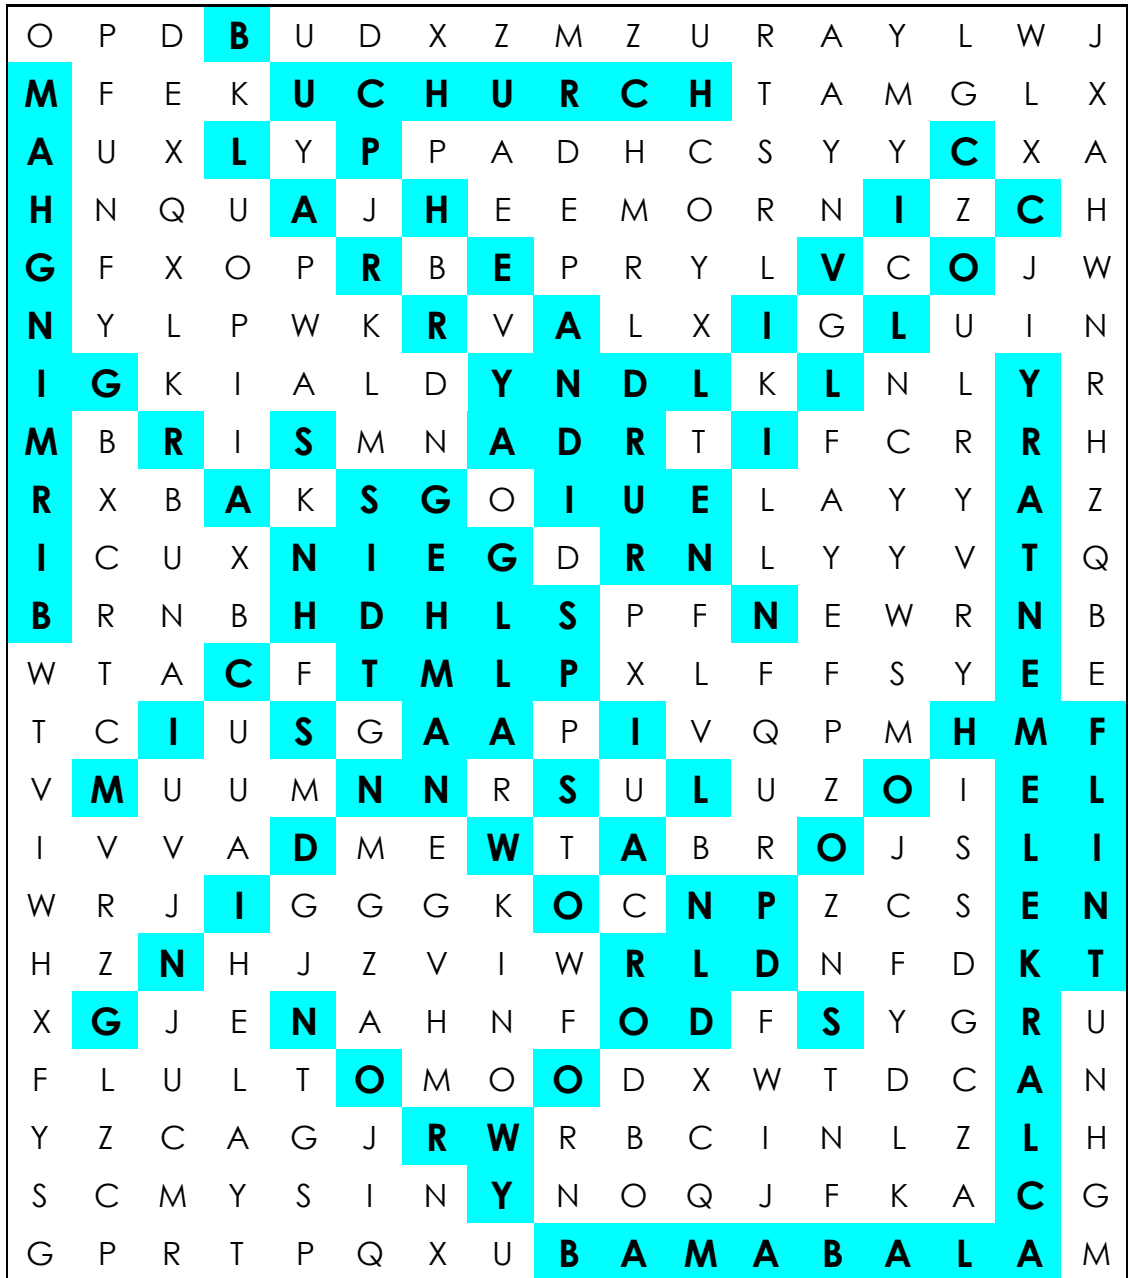 O P D B U D X Z M Z U R A Y L W J
M F E K U C H U R C H T A M G L X
A U X L Y P P A D H C S Y Y C X A
H N Q U A J H E E M O R N I Z C H
G F X O P R B E P R Y L V C O J W
N Y L P W K R V A L X I G L U I N
I G K I A L D Y N D L K L N L Y R
M B R I S M N A D R T I F C R R H
R X B A K S G O I U E L A Y Y A Z
I C U X N I E G D R N L Y Y V T Q
B R N B H D H L S P F N E W R N B
W T A C F T M L P X L F F S Y E E
T C I U S G A A P I V Q P M H M F
V M U U M N N R S U L U Z O I E L
I V V A D M E W T A B R O J S L I
W R J I G G G K O C N P Z C S E N
H Z N H J Z V I W R L D N F D K T
X G J E N A H N F O D F S Y G R U
F L U L T O M O O D X W T D C A N
Y Z C A G J R W R B C I N L Z L H
S C M Y S I N Y N O Q J F K A C G
G P R T P Q X U B A M A B A L A M